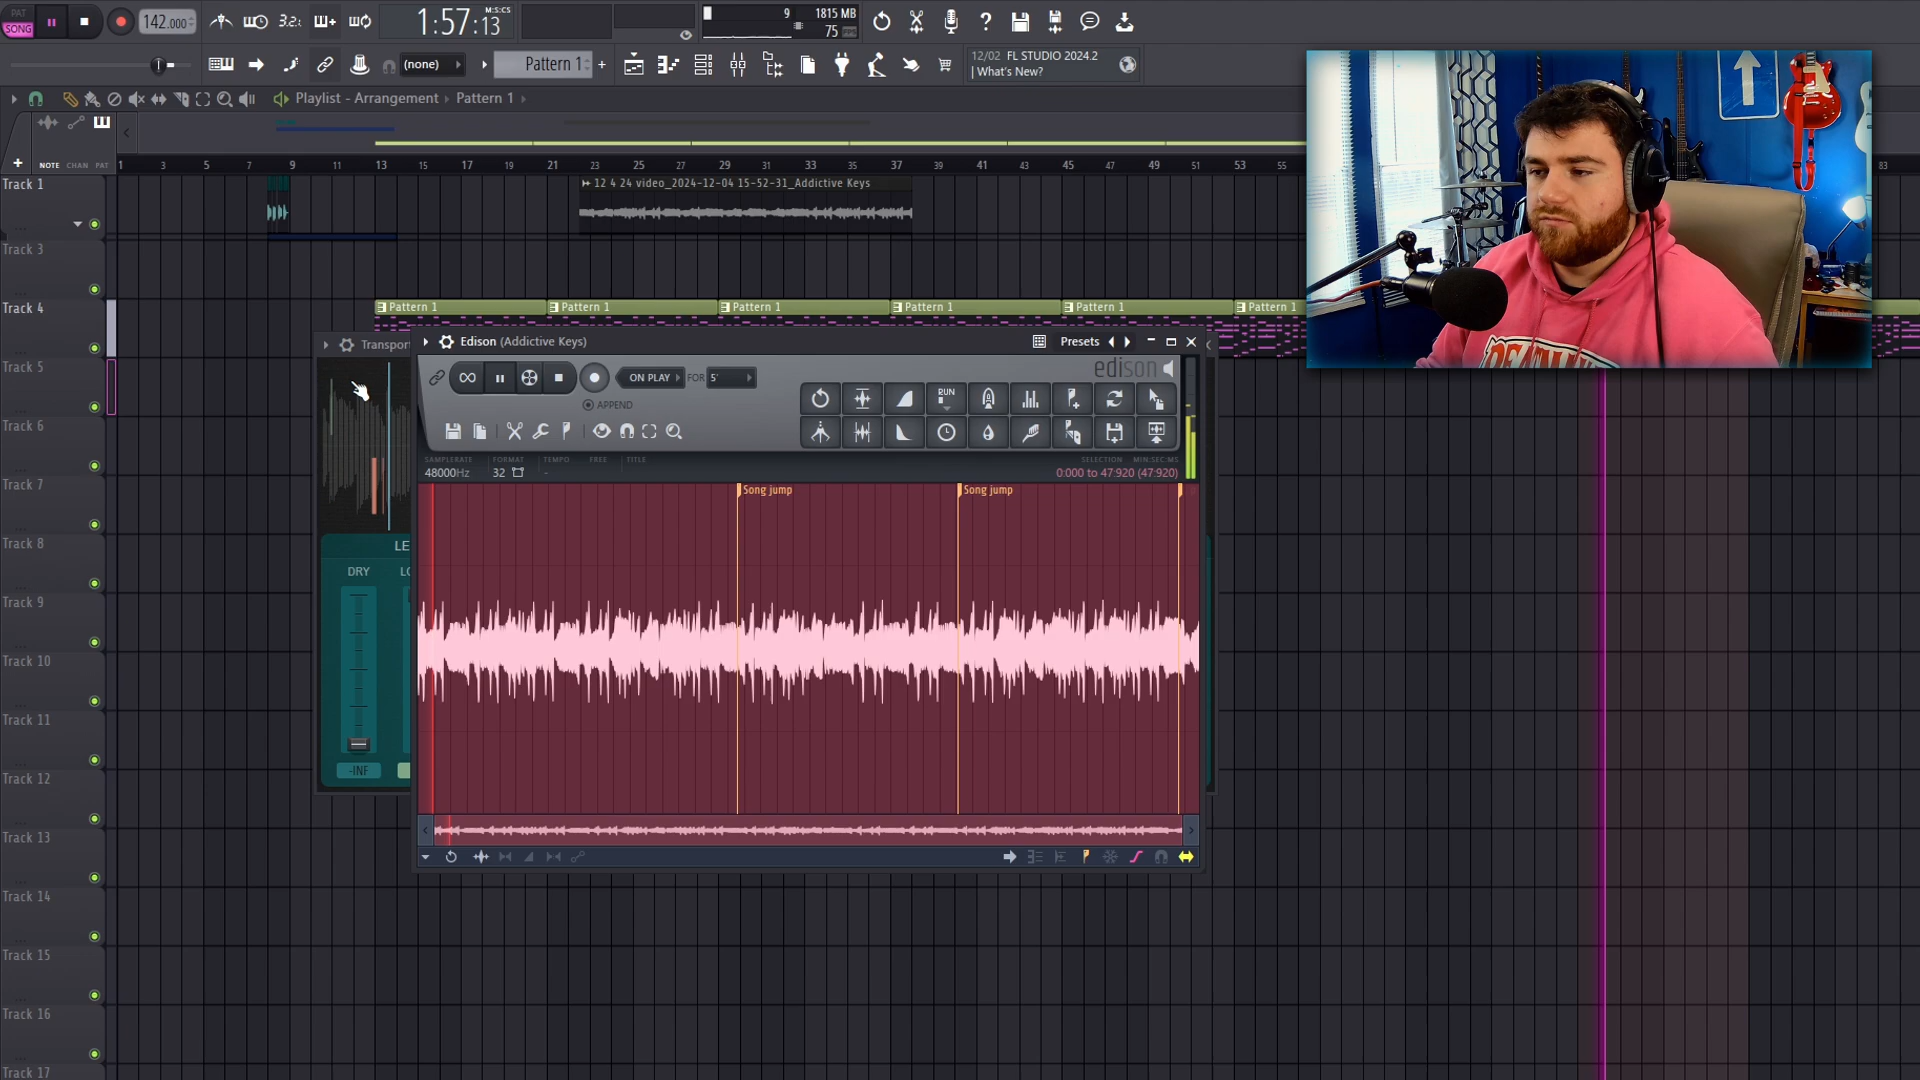 PAT
SONG
142.000
3.2:
1:57:13
M:S:CS
9
1815 MB
75
(none)
Pattern 1
12/02 FL STUDIO 2024.2
| What's New?
Playlist - Arrangement
Pattern 1
NOTE CHAN PAT
1 3 5 7 9 11 13 15 17 19 21 23 25 27 29 31 33 35 37 39 41 43 45 47 49 51 53 55 83
Track 1
12 4 24 video_2024-12-04 15-52-31_Addictive Keys
Track 3
Track 4
Pattern 1
Pattern 1
Pattern 1
Pattern 1
Pattern 1
Pattern 1
Track 5
Track 6
Track 7
Track 8
Track 9
Track 10
Track 11
Track 12
Track 13
Track 14
Track 15
Track 16
Track 17
Transport
LE
DRY
-INF
Edison (Addictive Keys)
Presets
edison
ON PLAY
FOR
5'
APPEND
RUN
SAMPLERATE
48000Hz
FORMAT
32
TEMPO
-
FREE
TITLE
SELECTION
MIN:SEC:MS
0:000 to 47:920 (47:920)
Song jump
Song jump